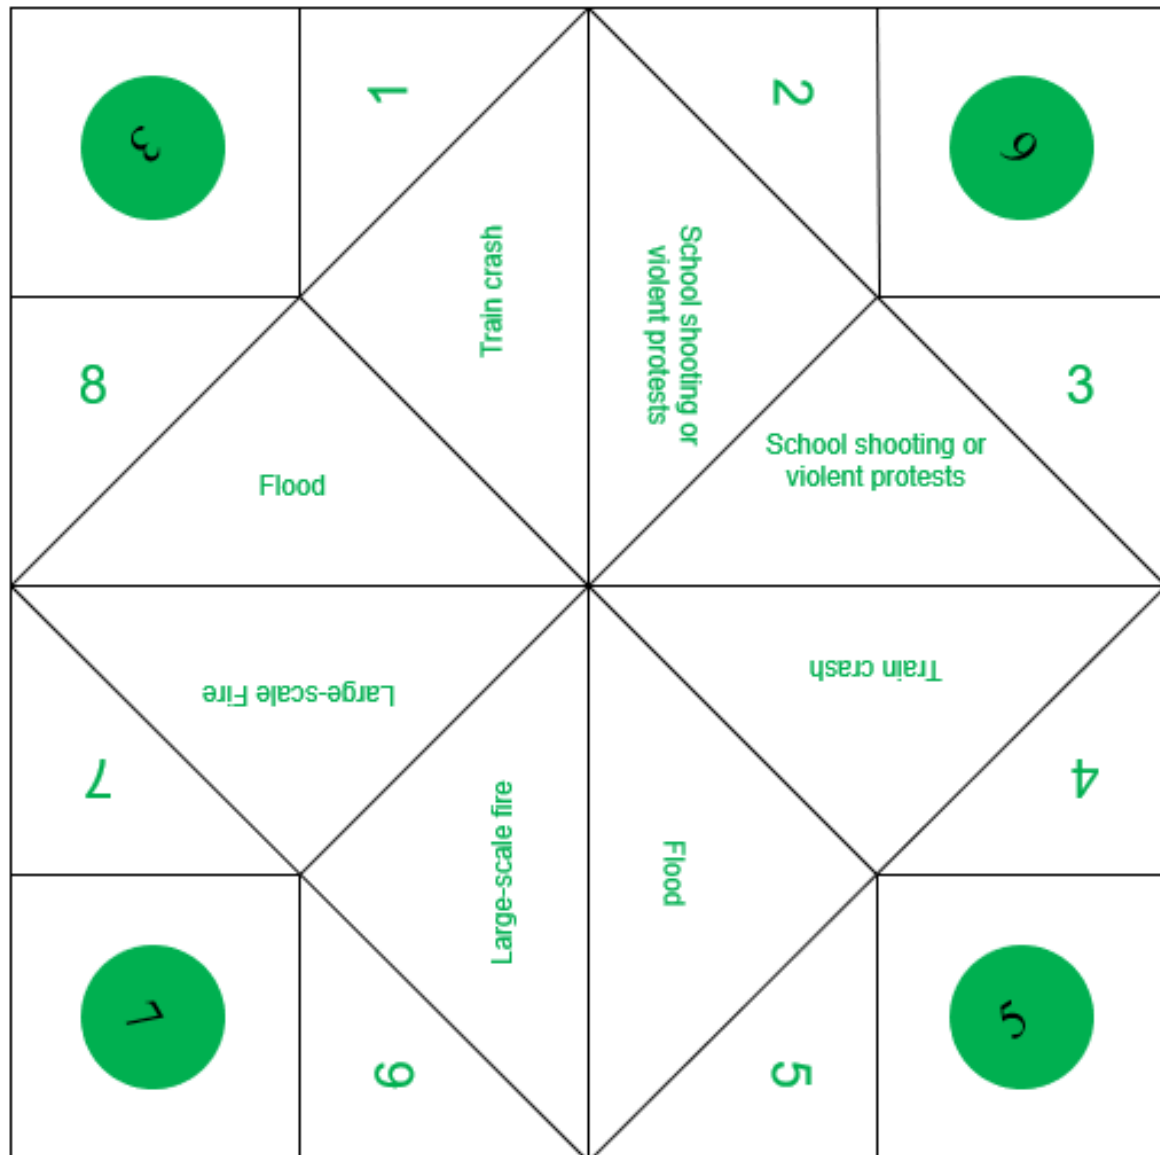 3
1
2
6
Train crash
School shooting or
violent protests
8
3
Flood
School shooting or
violent protests
Large-scale Fire
Train crash
7
4
Large-scale fire
Flood
7
6
5
5